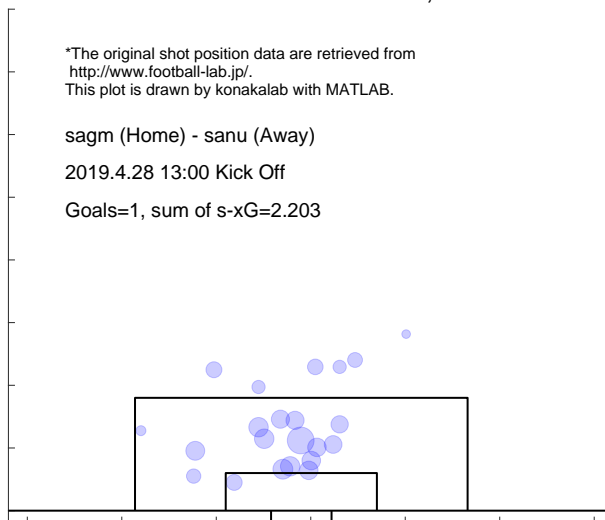 *The original shot position data are retrieved from
http://www.football-lab.jp/.
This plot is drawn by konakalab with MATLAB.
sagm (Home) - sanu (Away)
2019.4.28 13:00 Kick Off
Goals=1, sum of s-xG=2.203